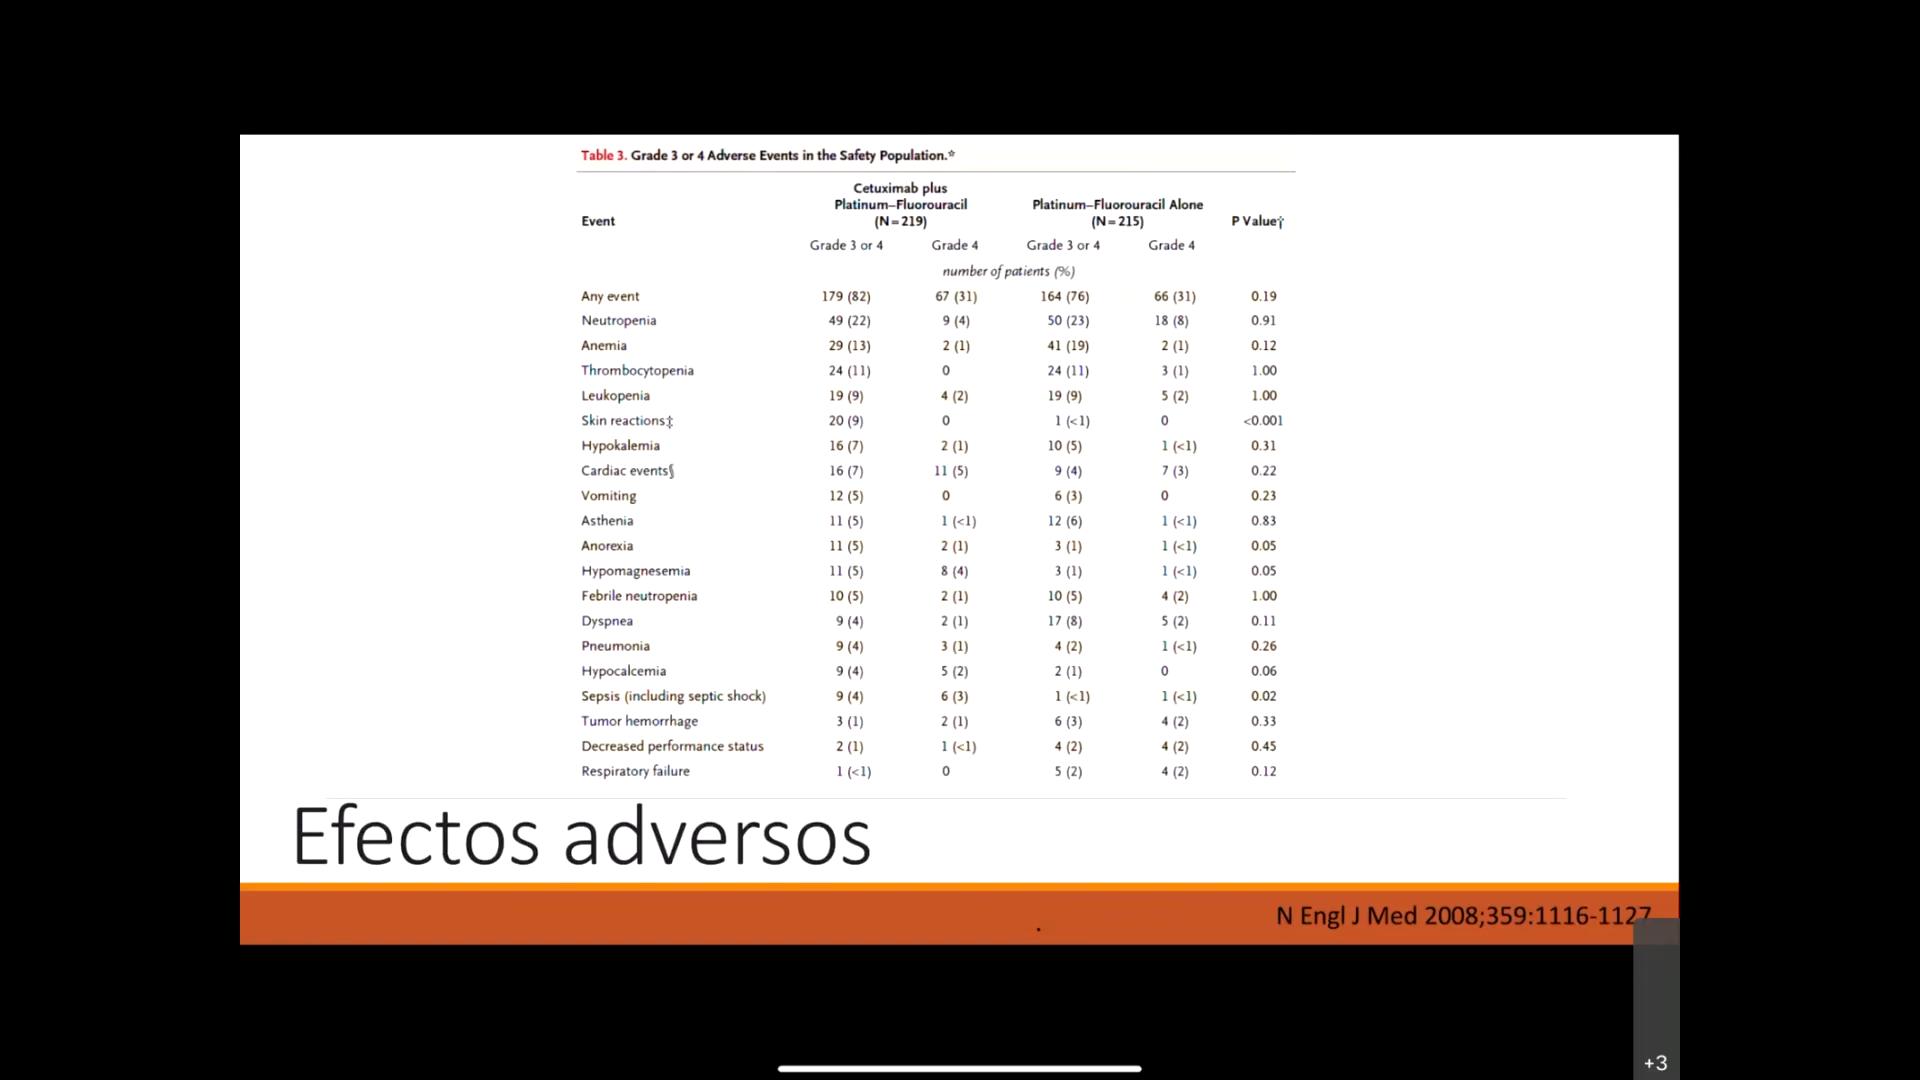 Table 3. Grade 3 or 4 Adverse Events in the Safety Population.*
Event Cetuximab plus Platinum–Fluorouracil (N=219) Platinum–Fluorouracil Alone (N=215) P Value†
Grade 3 or 4 Grade 4 Grade 3 or 4 Grade 4
number of patients (%)
Any event 179 (82) 67 (31) 164 (76) 66 (31) 0.19
Neutropenia 49 (22) 9 (4) 50 (23) 18 (8) 0.91
Anemia 29 (13) 2 (1) 41 (19) 2 (1) 0.12
Thrombocytopenia 24 (11) 0 24 (11) 3 (1) 1.00
Leukopenia 19 (9) 4 (2) 19 (9) 5 (2) 1.00
Skin reactions‡ 20 (9) 0 1 (<1) 0 <0.001
Hypokalemia 16 (7) 2 (1) 10 (5) 1 (<1) 0.31
Cardiac events§ 16 (7) 11 (5) 9 (4) 7 (3) 0.22
Vomiting 12 (5) 0 6 (3) 0 0.23
Asthenia 11 (5) 1 (<1) 12 (6) 1 (<1) 0.83
Anorexia 11 (5) 2 (1) 3 (1) 1 (<1) 0.05
Hypomagnesemia 11 (5) 8 (4) 3 (1) 1 (<1) 0.05
Febrile neutropenia 10 (5) 2 (1) 10 (5) 4 (2) 1.00
Dyspnea 9 (4) 2 (1) 17 (8) 5 (2) 0.11
Pneumonia 9 (4) 3 (1) 4 (2) 1 (<1) 0.26
Hypocalcemia 9 (4) 5 (2) 2 (1) 0 0.06
Sepsis (including septic shock) 9 (4) 6 (3) 1 (<1) 1 (<1) 0.02
Tumor hemorrhage 3 (1) 2 (1) 6 (3) 4 (2) 0.33
Decreased performance status 2 (1) 1 (<1) 4 (2) 4 (2) 0.45
Respiratory failure 1 (<1) 0 5 (2) 4 (2) 0.12
Efectos adversos
N Engl J Med 2008;359:1116-1127
.
+3